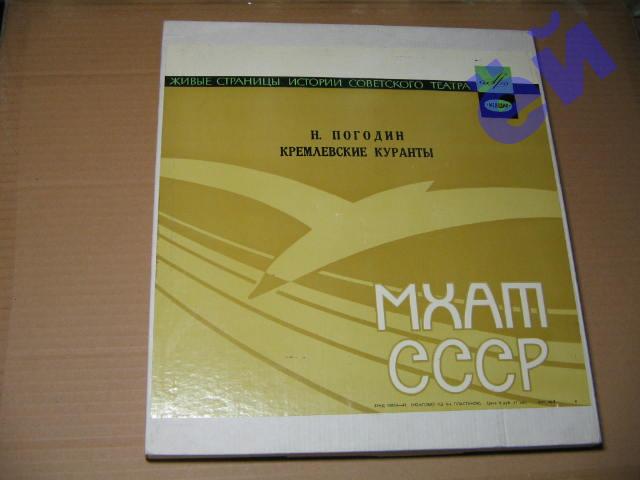 ЖИВЫЕ СТРАНИЦЫ ИСТОРИИ СОВЕТСКОГО ТЕАТРА
Н. ПОГОДИН
КРЕМЛЕВСКИЕ КУРАНТЫ
МХАТ
СССР